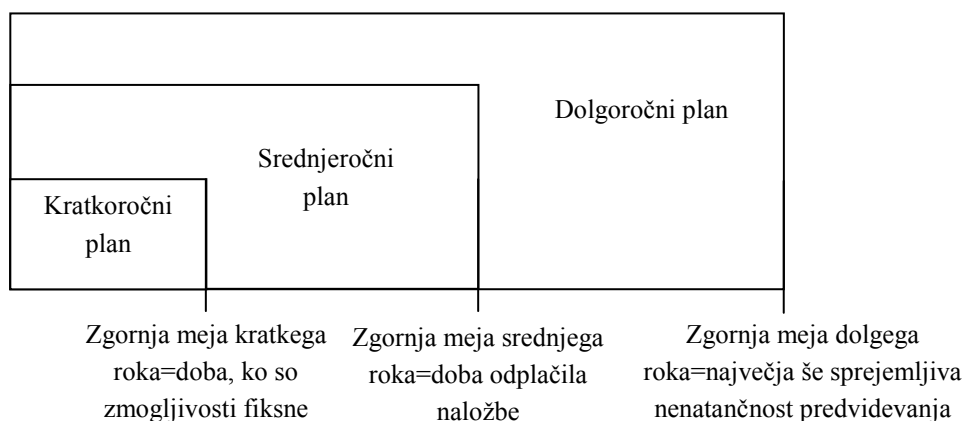 Dolgoročni plan
Srednjeročni
plan
Kratkoročni
plan
Zgornja meja kratkega
roka=doba, ko so
zmogljivosti fiksne
Zgornja meja srednjega
roka=doba odplačila
naložbe
Zgornja meja dolgega
roka=največja še sprejemljiva
nenatančnost predvidevanja